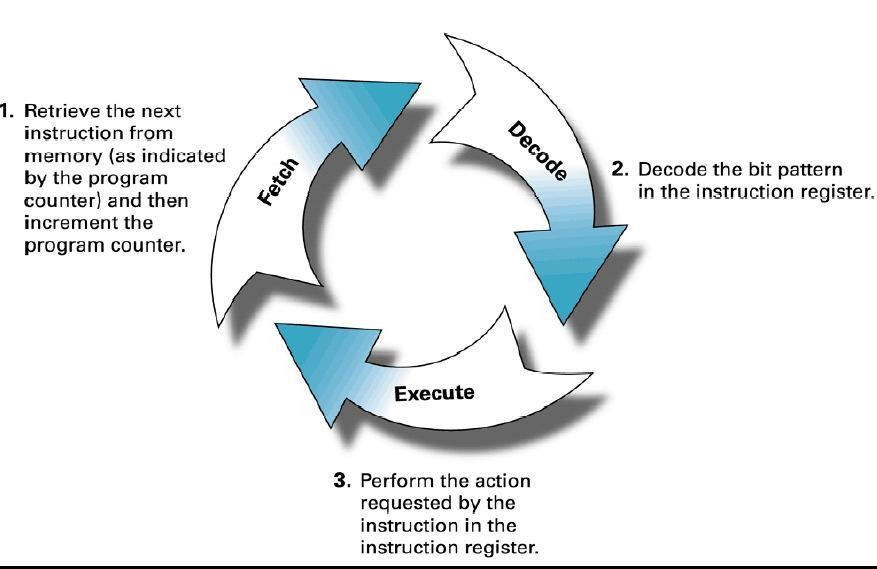 1. Retrieve the next
instruction from
memory (as indicated
by the program
counter) and then
increment the
program counter.
Fetch
Decode
2. Decode the bit pattern
in the instruction register.
Execute
3. Perform the action
requested by the
instruction in the
instruction register.